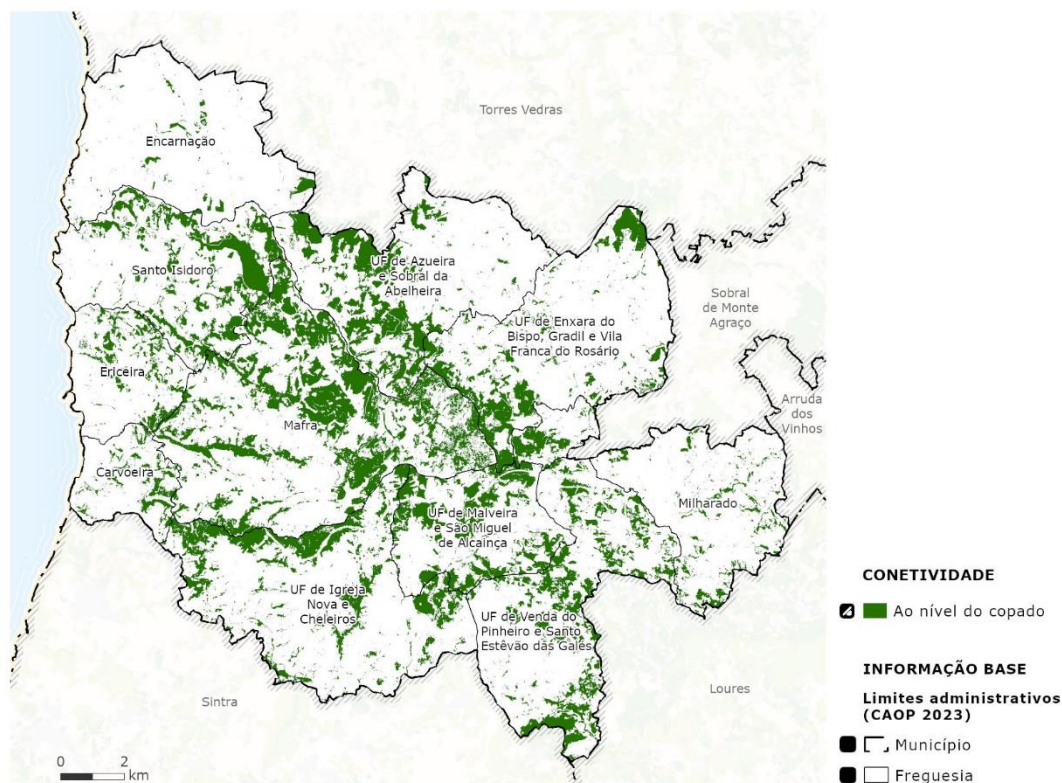 Torres Vedras
Encarnação
Santo Isidoro
UF de Azueira
e Sobral da
Abelheira
Sobral
de Monte
Agraço
UF de Enxara do
Bispo, Gradil e Vila
Franca do Rosário
Ericeira
Arruda
dos
Vinhos
Mafra
Carvoeira
Milharado
UF de Malveira
e São Miguel
de Alcainça
UF de Igreja
Nova e
Cheleiros
UF de Venda do
Pinheiro e Santo
Estêvão das Galés
Sintra
Loures
0 2
km
CONETIVIDADE
Ao nível do copado
INFORMAÇÃO BASE
Limites administrativos
(CAOP 2023)
Município
Freguesia